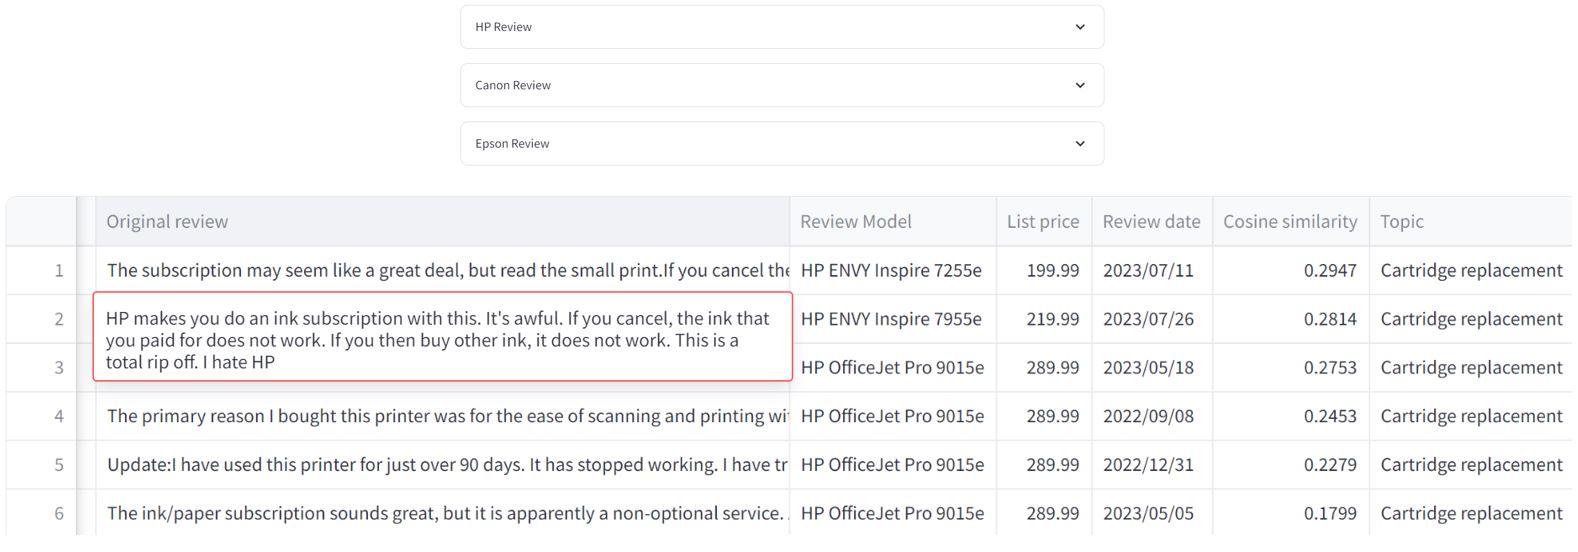 HP Review
Canon Review
Epson Review
Original review Review Model List price Review date Cosine similarity Topic
1 The subscription may seem like a great deal, but read the small print.If you cancel the HP ENVY Inspire 7255e 199.99 2023/07/11 0.2947 Cartridge replacement
2 HP makes you do an ink subscription with this. It's awful. If you cancel, the ink that
you paid for does not work. If you then buy other ink, it does not work. This is a
total rip off. I hate HP
HP ENVY Inspire 7955e 219.99 2023/07/26 0.2814 Cartridge replacement
3 HP OfficeJet Pro 9015e 289.99 2023/05/18 0.2753 Cartridge replacement
4 The primary reason I bought this printer was for the ease of scanning and printing wi HP OfficeJet Pro 9015e 289.99 2022/09/08 0.2453 Cartridge replacement
5 Update:I have used this printer for just over 90 days. It has stopped working. I have tr HP OfficeJet Pro 9015e 289.99 2022/12/31 0.2279 Cartridge replacement
6 The ink/paper subscription sounds great, but it is apparently a non-optional service. HP OfficeJet Pro 9015e 289.99 2023/05/05 0.1799 Cartridge replacement